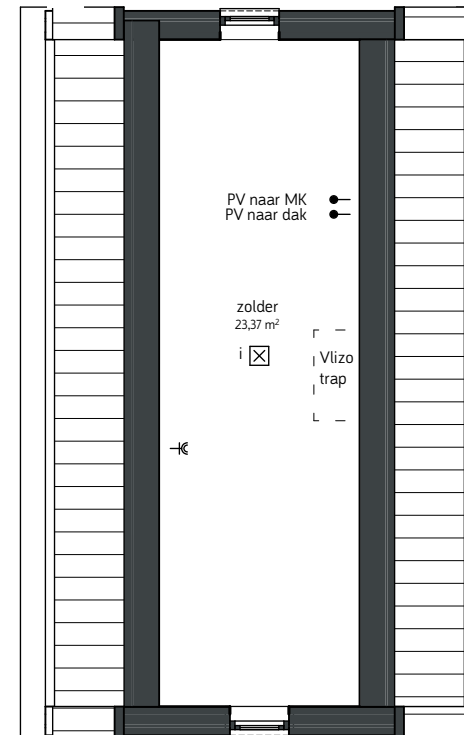 PV naar MK
PV naar dak
zolder
23,37 m²
i
Vlizo
trap